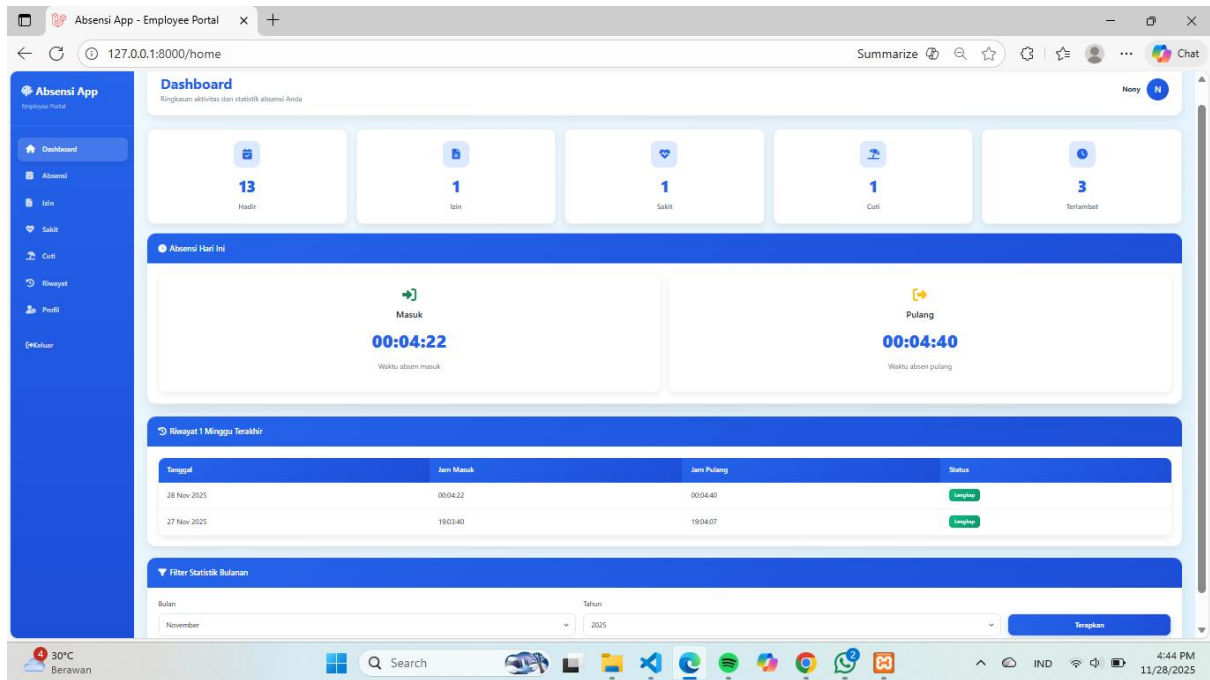 Absensi App - Employee Portal
127.0.0.1:8000/home
Summarize
Chat
Absensi App
Employee Portal
Dashboard
Absensi
Izin
Sakit
Cuti
Riwayat
Profil
Keluar
Dashboard
Ringkasan aktivitas dan statistik absensi Anda
Nony N
13
Hadir
1
Izin
1
Sakit
1
Cuti
3
Terlambat
Absensi Hari Ini
Masuk
00:04:22
Waktu absen masuk
Pulang
00:04:40
Waktu absen pulang
Riwayat 1 Minggu Terakhir
Tanggal Jam Masuk Jam Pulang Status
28 Nov 2025 00:04:22 00:04:40 Lengkap
27 Nov 2025 19:03:40 19:04:07 Lengkap
Filter Statistik Bulanan
Bulan Tahun
November 2025 Terapkan
4
30°C
Berawan
Search
2
IND
4:44 PM
11/28/2025